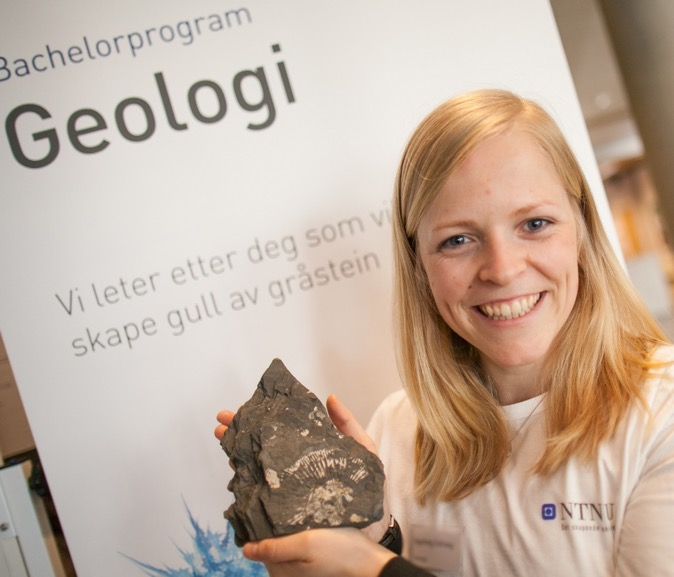 Bachelorprogram
Geologi
Vi leter etter deg som vil
skape gull av gråstein
NTNU